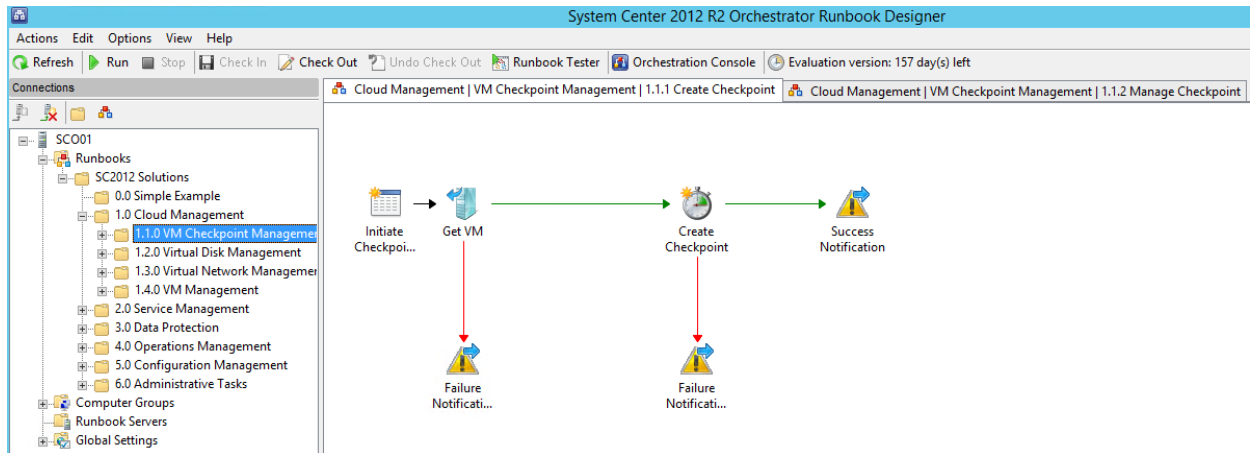 System Center 2012 R2 Orchestrator Runbook Designer
Actions Edit Options View Help
Refresh Run Stop Check In Check Out Undo Check Out Runbook Tester Orchestration Console Evaluation version: 157 day(s) left
Connections
Cloud Management | VM Checkpoint Management | 1.1.1 Create Checkpoint
Cloud Management | VM Checkpoint Management | 1.1.2 Manage Checkpoint
SCO01
Runbooks
SC2012 Solutions
0.0 Simple Example
1.0 Cloud Management
1.1.0 VM Checkpoint Managemen
1.2.0 Virtual Disk Management
1.3.0 Virtual Network Managemen
1.4.0 VM Management
2.0 Service Management
3.0 Data Protection
4.0 Operations Management
5.0 Configuration Management
6.0 Administrative Tasks
Computer Groups
Runbook Servers
Global Settings
Initiate
Checkpoi...
Get VM
Create
Checkpoint
Success
Notification
Failure
Notificati...
Failure
Notificati...